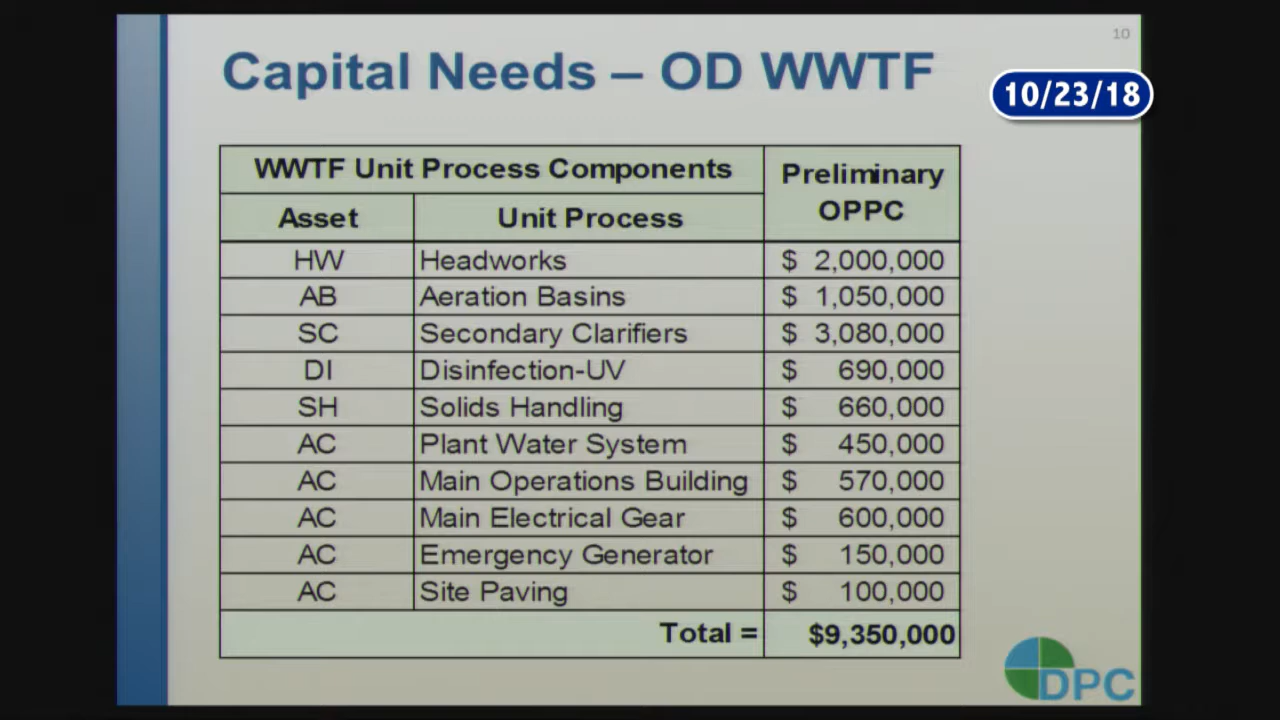 10
Capital Needs – OD WWTF
10/23/18
WWTF Unit Process Components
Preliminary OPPC
Asset Unit Process
HW Headworks $ 2,000,000
AB Aeration Basins $ 1,050,000
SC Secondary Clarifiers $ 3,080,000
DI Disinfection-UV $ 690,000
SH Solids Handling $ 660,000
AC Plant Water System $ 450,000
AC Main Operations Building $ 570,000
AC Main Electrical Gear $ 600,000
AC Emergency Generator $ 150,000
AC Site Paving $ 100,000
Total = $9,350,000
DPC